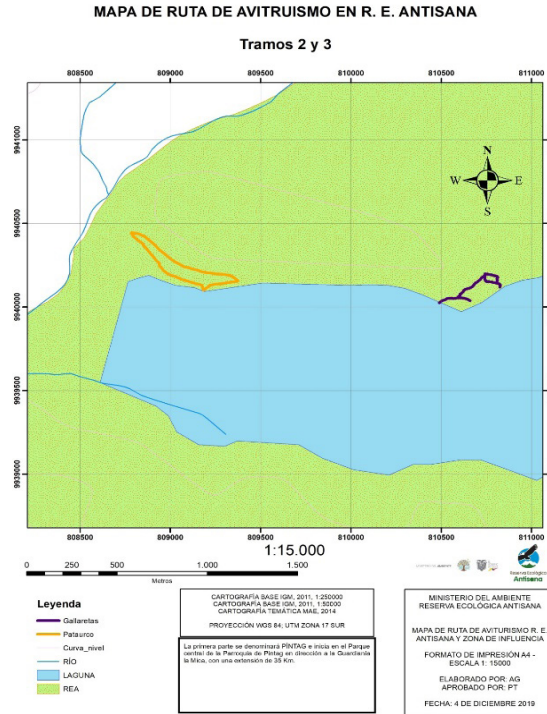 MAPA DE RUTA DE AVITRUISMO EN R. E. ANTISANA
Tramos 2 y 3
808500 809000 809500 810000 810500 811000
9941000
9940500
9940000
9939500
9939000
N
W E
S
808500 809000 809500 810000 810500 811000
1:15.000
0 250 500 1.000 1.500
Metros
Leyenda
Gallaretas
Pataurco
Curva_nivel
RÍO
LAGUNA
REA
CARTOGRAFÍA BASE IGM, 2011, 1:250000
CARTOGRAFÍA BASE IGM, 2011, 1:50000
CARTOGRAFÍA TEMÁTICA MAE, 2014
PROYECCIÓN WGS 84; UTM ZONA 17 SUR
La primera parte se denominará PÍNTAG e inicia en el Parque
central de la Parroquia de Píntag en dirección a la Guardianía
la Mica, con una extensión de 35 Km.
Reserva Ecológica
Antisana
MINISTERIO DEL AMBIENTE
RESERVA ECOLÓGICA ANTISANA
MAPA DE RUTA DE AVITURISMO R. E.
ANTISANA Y ZONA DE INFLUENCIA
FORMATO DE IMPRESIÓN A4 -
ESCALA 1: 15000
ELABORADO POR: AG
APROBADO POR: PT
FECHA: 4 DE DICIEMBRE 2019